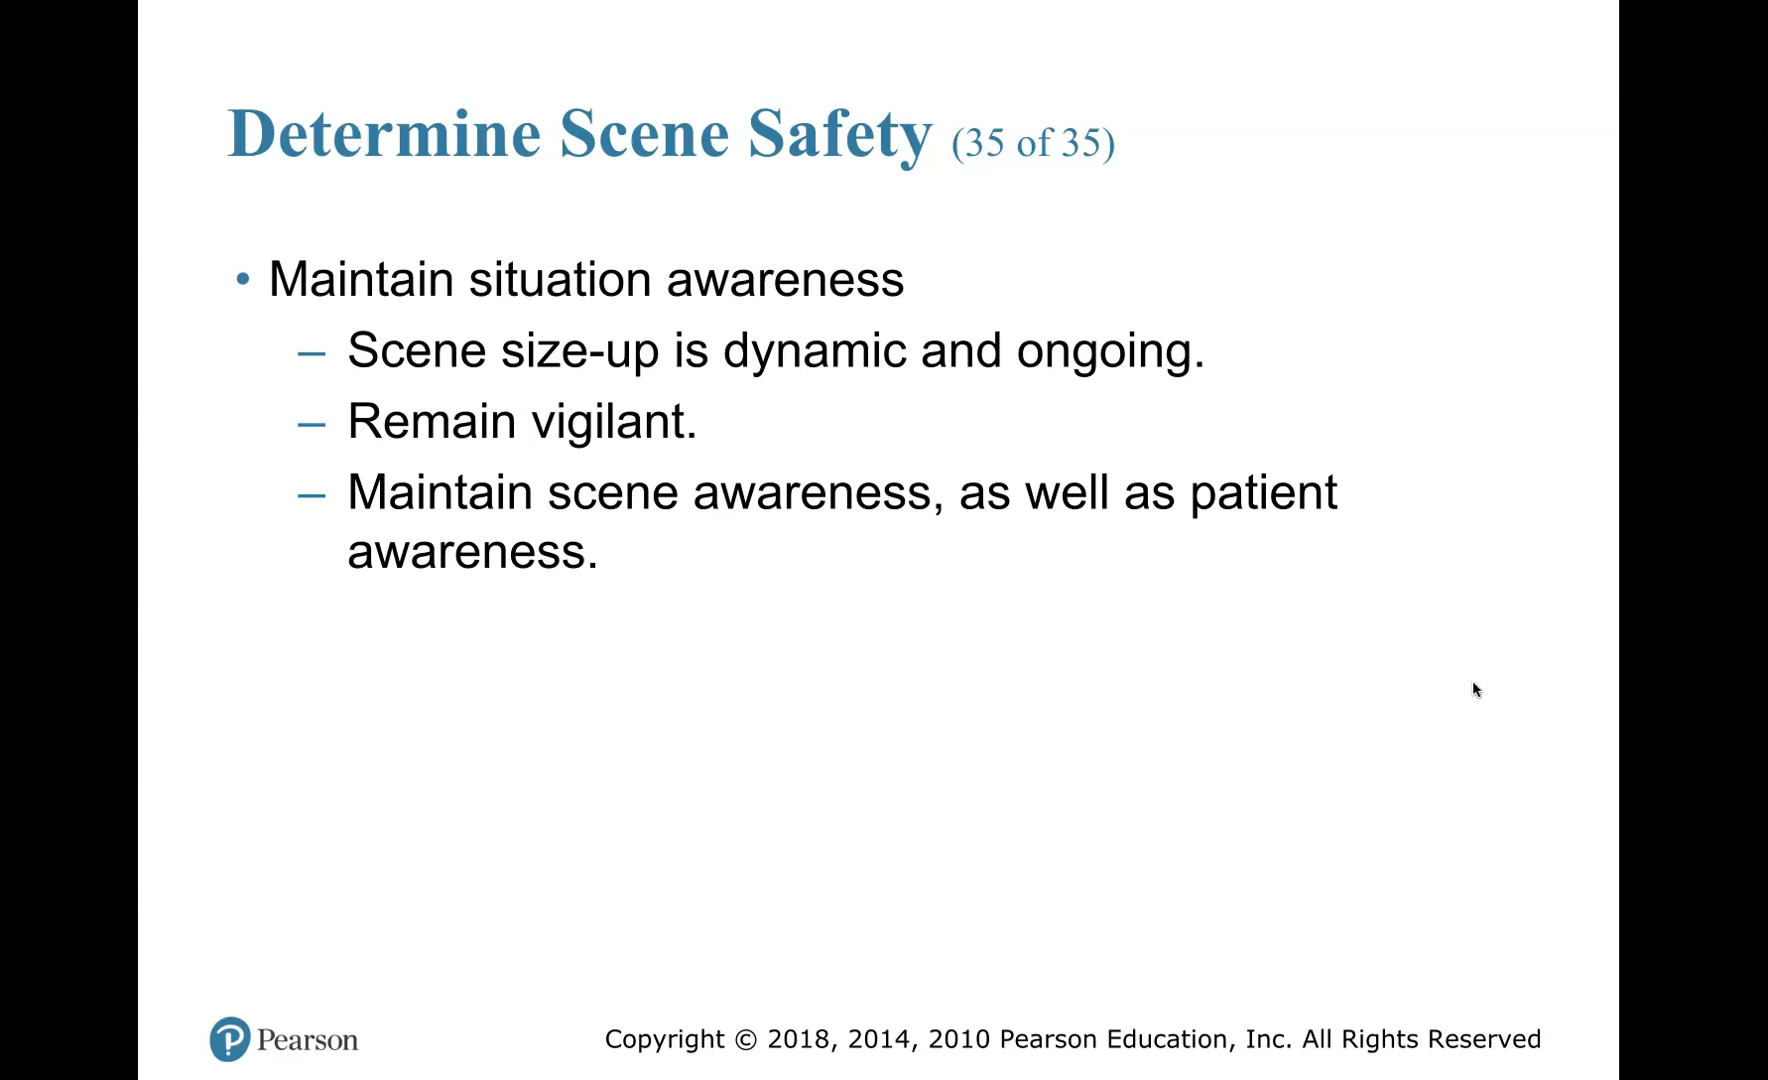 Determine Scene Safety (35 of 35)
• Maintain situation awareness
– Scene size-up is dynamic and ongoing.
– Remain vigilant.
– Maintain scene awareness, as well as patient
awareness.
Pearson
Copyright © 2018, 2014, 2010 Pearson Education, Inc. All Rights Reserved